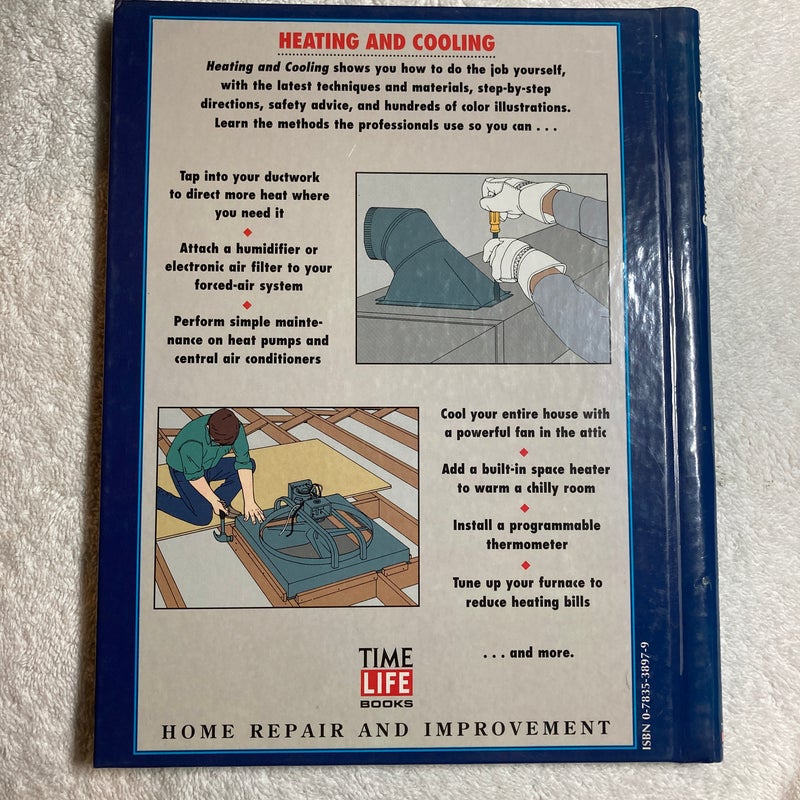 HEATING AND COOLING
Heating and Cooling shows you how to do the job yourself,
with the latest techniques and materials, step-by-step
directions, safety advice, and hundreds of color illustrations.
Learn the methods the professionals use so you can . . .
Tap into your ductwork
to direct more heat where
you need it
Attach a humidifier or
electronic air filter to your
forced-air system
Perform simple mainte-
nance on heat pumps and
central air conditioners
Cool your entire house with
a powerful fan in the attic
Add a built-in space heater
to warm a chilly room
Install a programmable
thermometer
Tune up your furnace to
reduce heating bills
. . . and more.
TIME
LIFE
BOOKS
HOME REPAIR AND IMPROVEMENT
ISBN 0-7835-3897-9